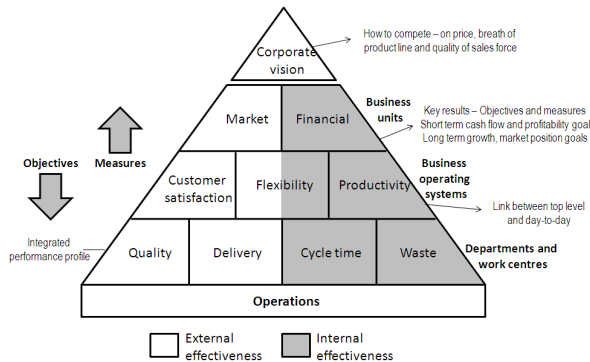 Corporate
vision
How to compete – on price, breath of
product line and quality of sales force
Market
Financial
Business
units
Key results – Objectives and measures
Short term cash flow and profitability goal
Long term growth, market position goals
Objectives
Measures
Customer
satisfaction
Flexibility
Productivity
Business
operating
systems
Link between top level
and day-to-day
Integrated
performance profile
Quality
Delivery
Cycle time
Waste
Departments and
work centres
Operations
External
effectiveness
Internal
effectiveness